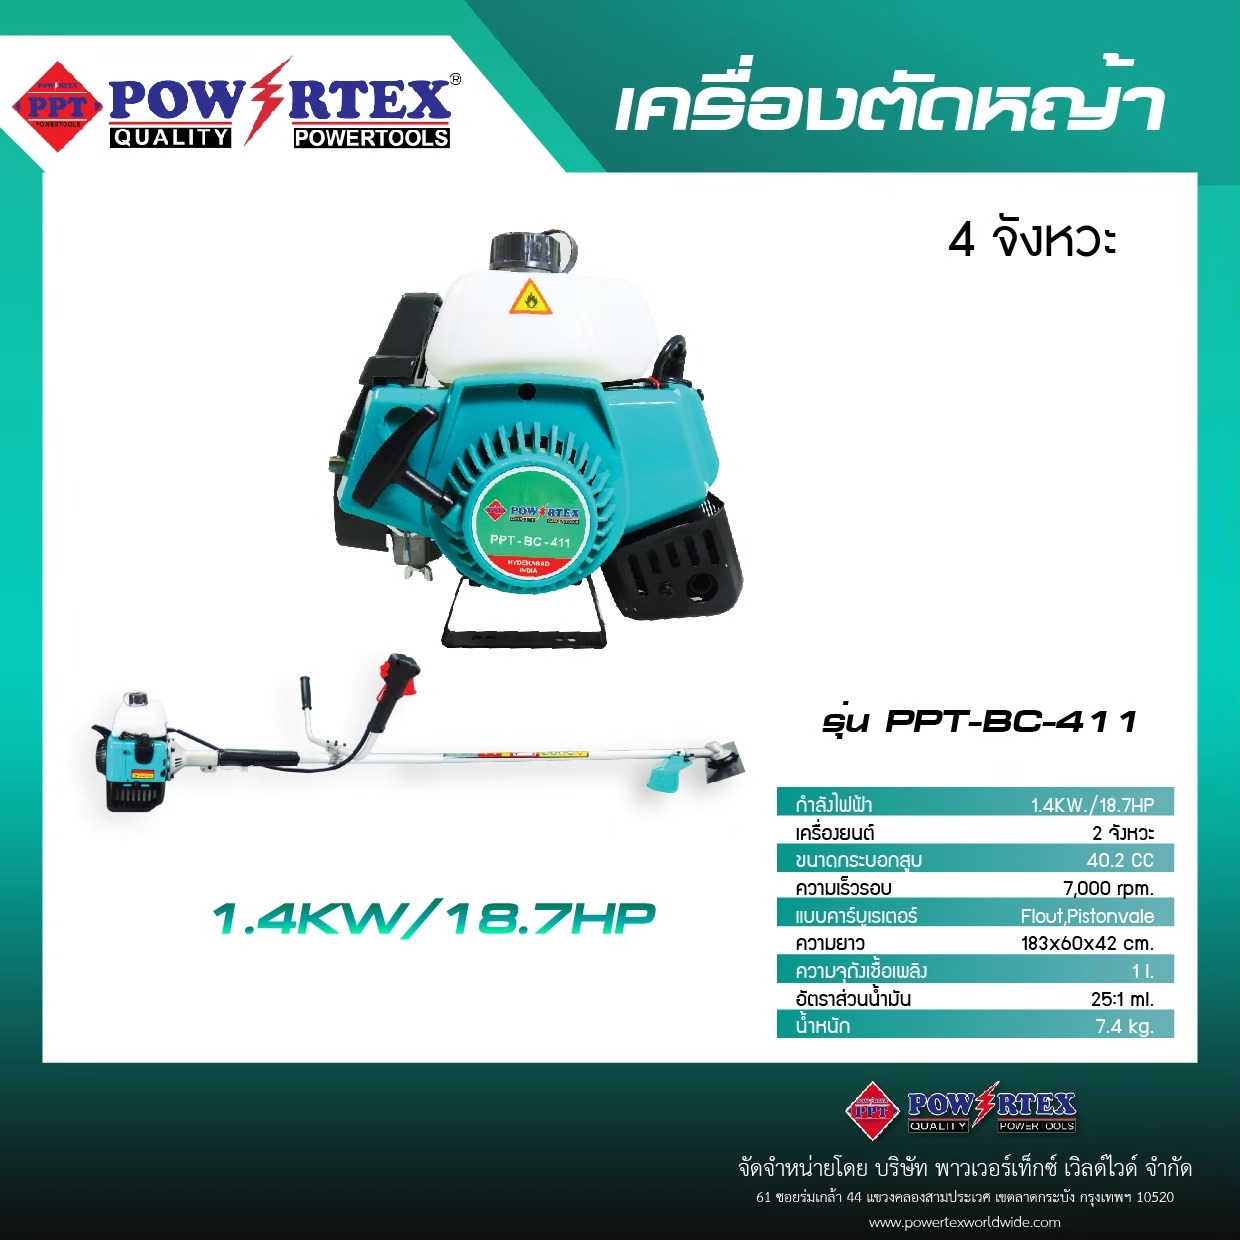 PPT
POWERTEX
POWERTOOLS
POWERTEX®
QUALITY POWERTOOLS
เครื่องตัดหญ้า
4 จังหวะ
POWERTEX
PPT-BC-411
HYDERABAD
INDIA
รุ่น PPT-BC-411
กำลังไฟฟ้า 1.4KW./18.7HP
เครื่องยนต์ 2 จังหวะ
ขนาดกระบอกสูบ 40.2 CC
ความเร็วรอบ 7,000 rpm.
แบบคาร์บูเรเตอร์ Flout,Pistonvale
ความยาว 183x60x42 cm.
ความจุถังเชื้อเพลิง 1 l.
อัตราส่วนน้ำมัน 25:1 ml.
น้ำหนัก 7.4 kg.
1.4KW/18.7HP
PPT
POWERTEX
QUALITY POWERTOOLS
จัดจำหน่ายโดย บริษัท พาวเวอร์เท็กซ์ เวิลด์ไวด์ จำกัด
61 ซอยร่มเกล้า 44 แขวงคลองสามประเวศ เขตลาดกระบัง กรุงเทพฯ 10520
www.powertexworldwide.com